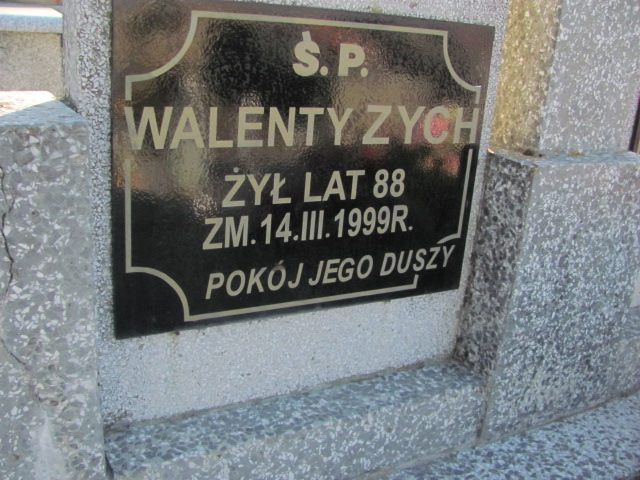 Ś.P.
WALENTY ZYCH
ŻYŁ LAT 88
ZM.14.III.1999R.
POKÓJ JEGO DUSZY